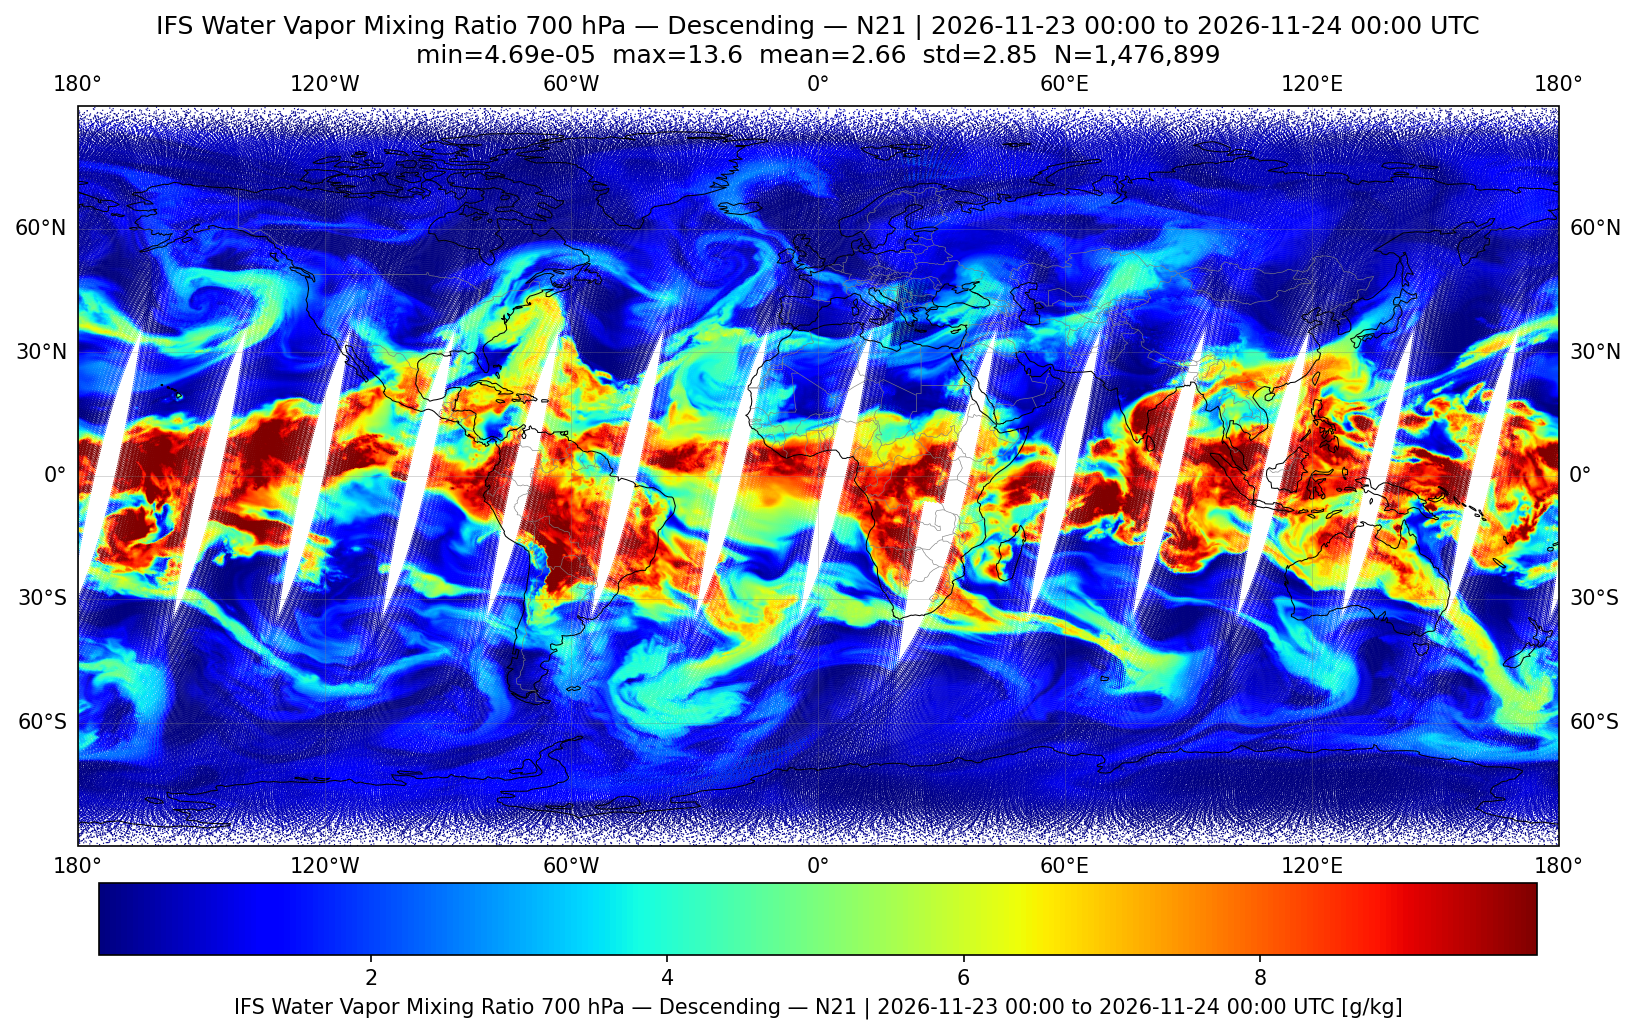 IFS Water Vapor Mixing Ratio 700 hPa — Descending — N21 | 2026-11-23 00:00 to 2026-11-24 00:00 UTC
min=4.69e-05  max=13.6  mean=2.66  std=2.85  N=1,476,899
180° 120°W 60°W 0° 60°E 120°E 180°
60°N 60°N
30°N 30°N
0° 0°
30°S 30°S
60°S 60°S
180° 120°W 60°W 0° 60°E 120°E 180°
2 4 6 8
IFS Water Vapor Mixing Ratio 700 hPa — Descending — N21 | 2026-11-23 00:00 to 2026-11-24 00:00 UTC [g/kg]